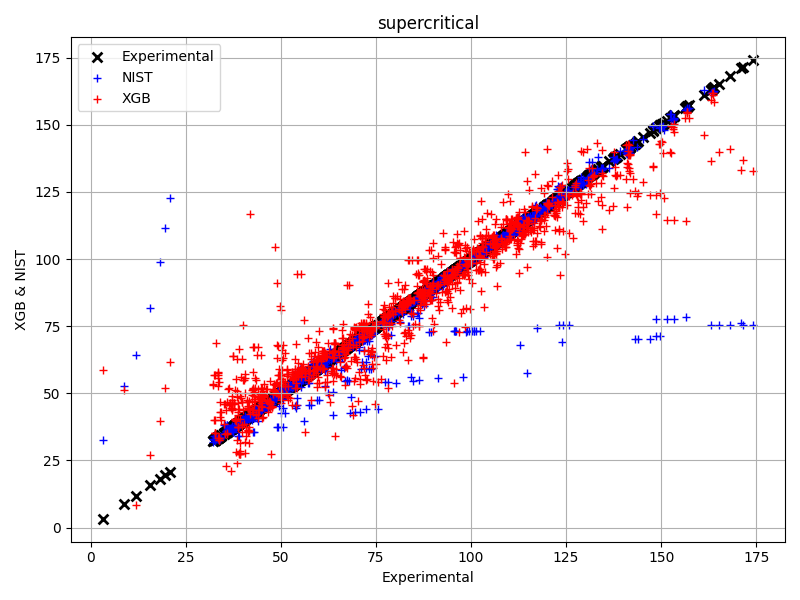 supercritical
Experimental
NIST
XGB
XGB & NIST
175
150
125
100
75
50
25
0
0 25 50 75 100 125 150 175
Experimental